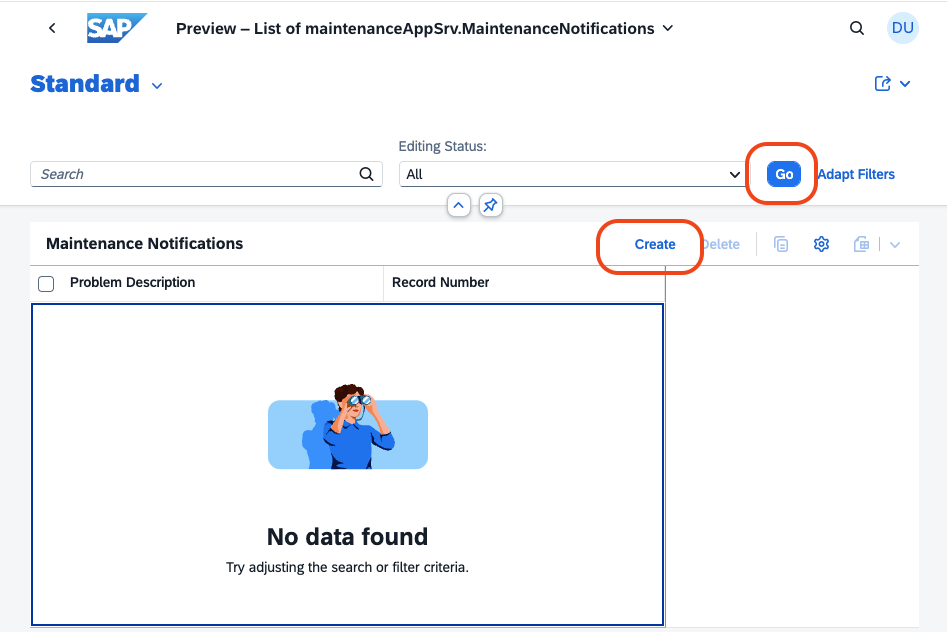 SAP Preview – List of maintenanceAppSrv.MaintenanceNotifications DU
Standard
Editing Status:
Search All Go Adapt Filters
Maintenance Notifications Create Delete
Problem Description Record Number
No data found
Try adjusting the search or filter criteria.